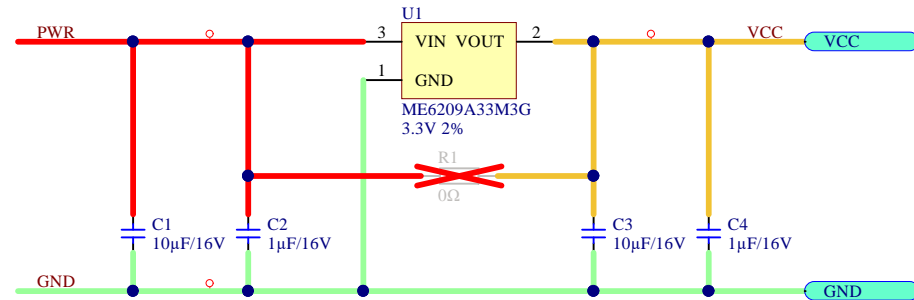 U1
PWR
3
VIN
VOUT
2
VCC
VCC
1
GND
ME6209A33M3G
3.3V 2%
R1
0Ω
C1
10µF/16V
C2
1µF/16V
C3
10µF/16V
C4
1µF/16V
GND
GND